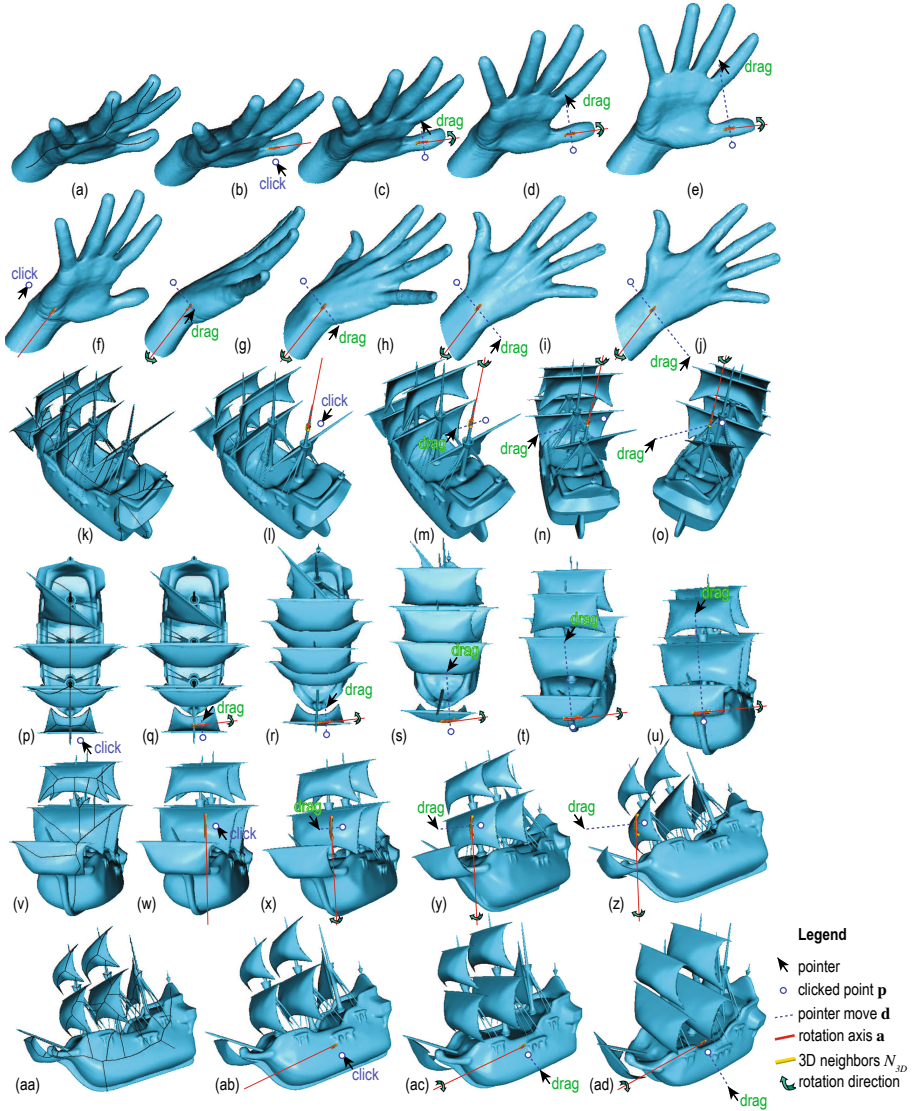 drag
drag
drag
drag
click
(a)
(b)
(c)
(d)
(e)
click
drag
drag
drag
drag
(f)
(g)
(h)
(i)
(j)
click
drag
drag
drag
(k)
(l)
(m)
(n)
(o)
drag
drag
drag
drag
drag
click
(p)
(q)
(r)
(s)
(t)
(u)
drag
drag
drag
click
(v)
(w)
(x)
(y)
(z)
click
drag
drag
(aa)
(ab)
(ac)
(ad)
Legend
pointer
clicked point p
pointer move d
rotation axis a
3D neighbors N3D
rotation direction